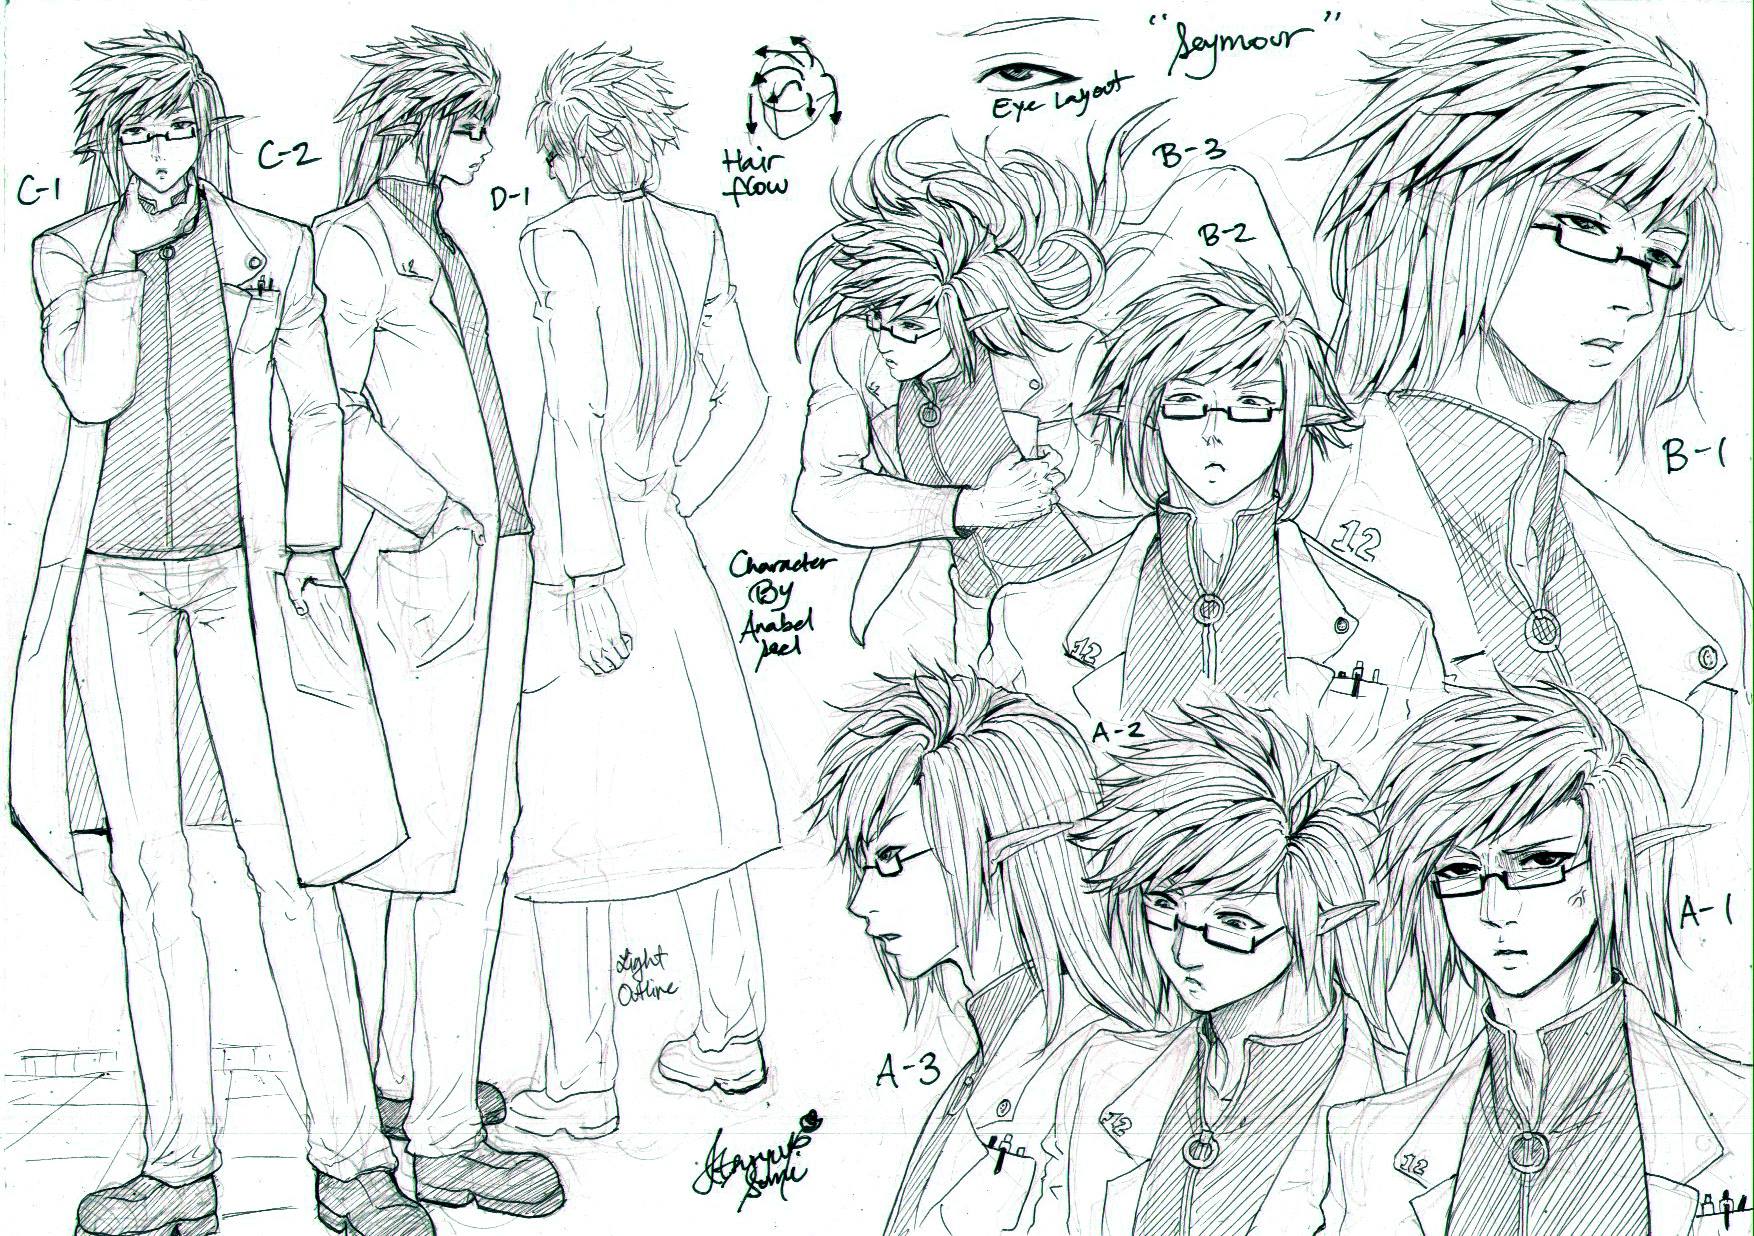 "Seymour"
Eye Layout
Hair
flow
C-1
C-2
D-1
B-3
B-2
B-1
12
12
Character
By
Anabel
A-2
A-1
A-3
Light
Outline
12
12